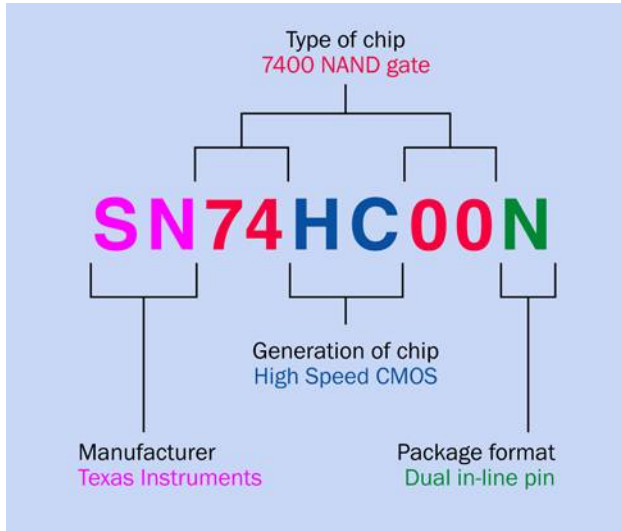 Type of chip
7400 NAND gate
SN74HC00N
Generation of chip
High Speed CMOS
Manufacturer
Texas Instruments
Package format
Dual in-line pin